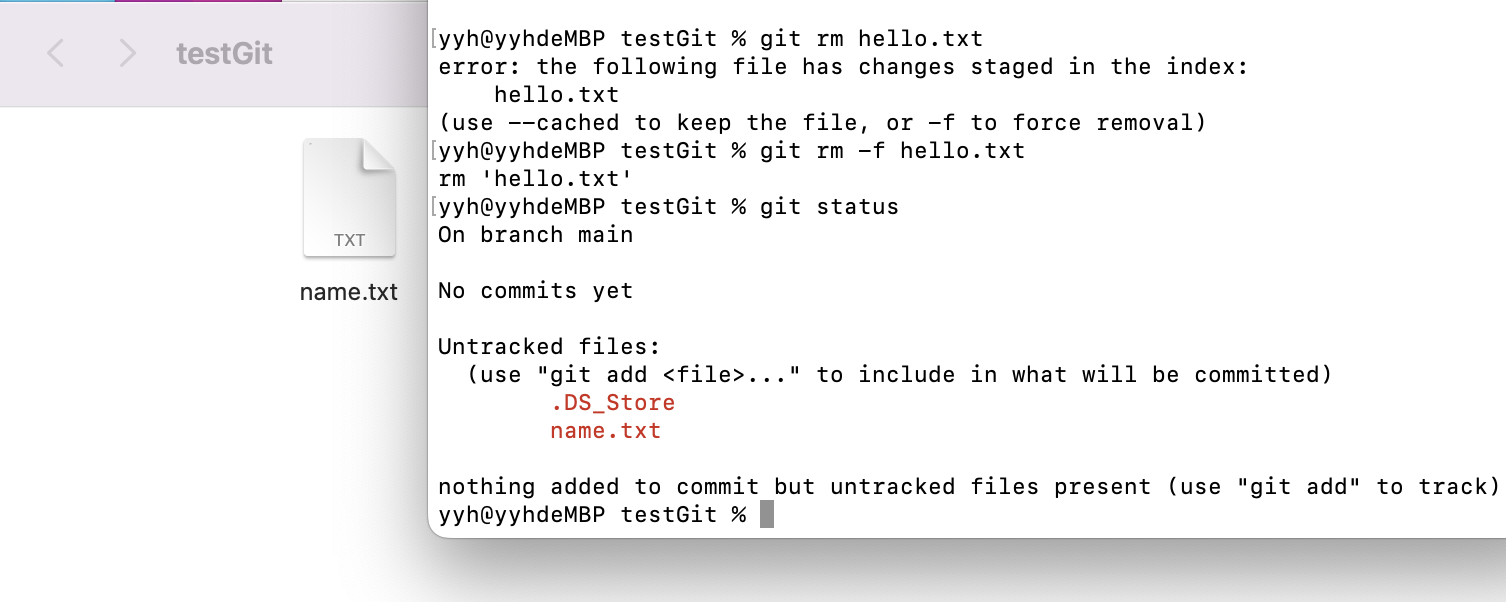 testGit
TXT
name.txt
[yyh@yyhdeMBP testGit % git rm hello.txt
error: the following file has changes staged in the index:
    hello.txt
(use --cached to keep the file, or -f to force removal)
[yyh@yyhdeMBP testGit % git rm -f hello.txt
rm 'hello.txt'
[yyh@yyhdeMBP testGit % git status
On branch main
No commits yet
Untracked files:
  (use "git add <file>..." to include in what will be committed)
        .DS_Store
        name.txt
nothing added to commit but untracked files present (use "git add" to track)
yyh@yyhdeMBP testGit %